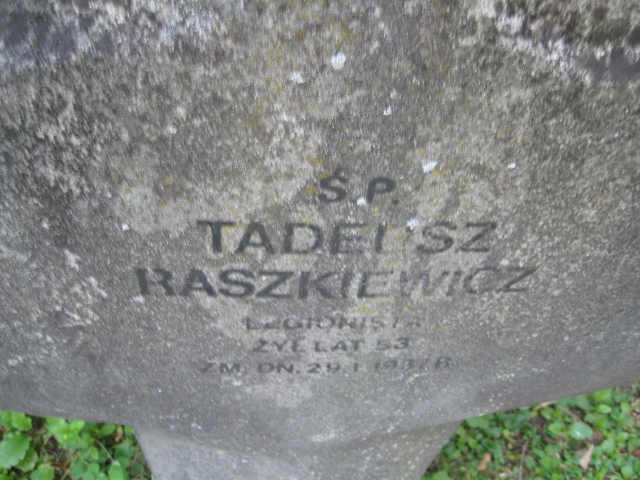 Ś.P.
TADEUSZ
RASZKIEWICZ
LEGIONISTA
ŻYŁ LAT 53
ZM. DN. 29.I